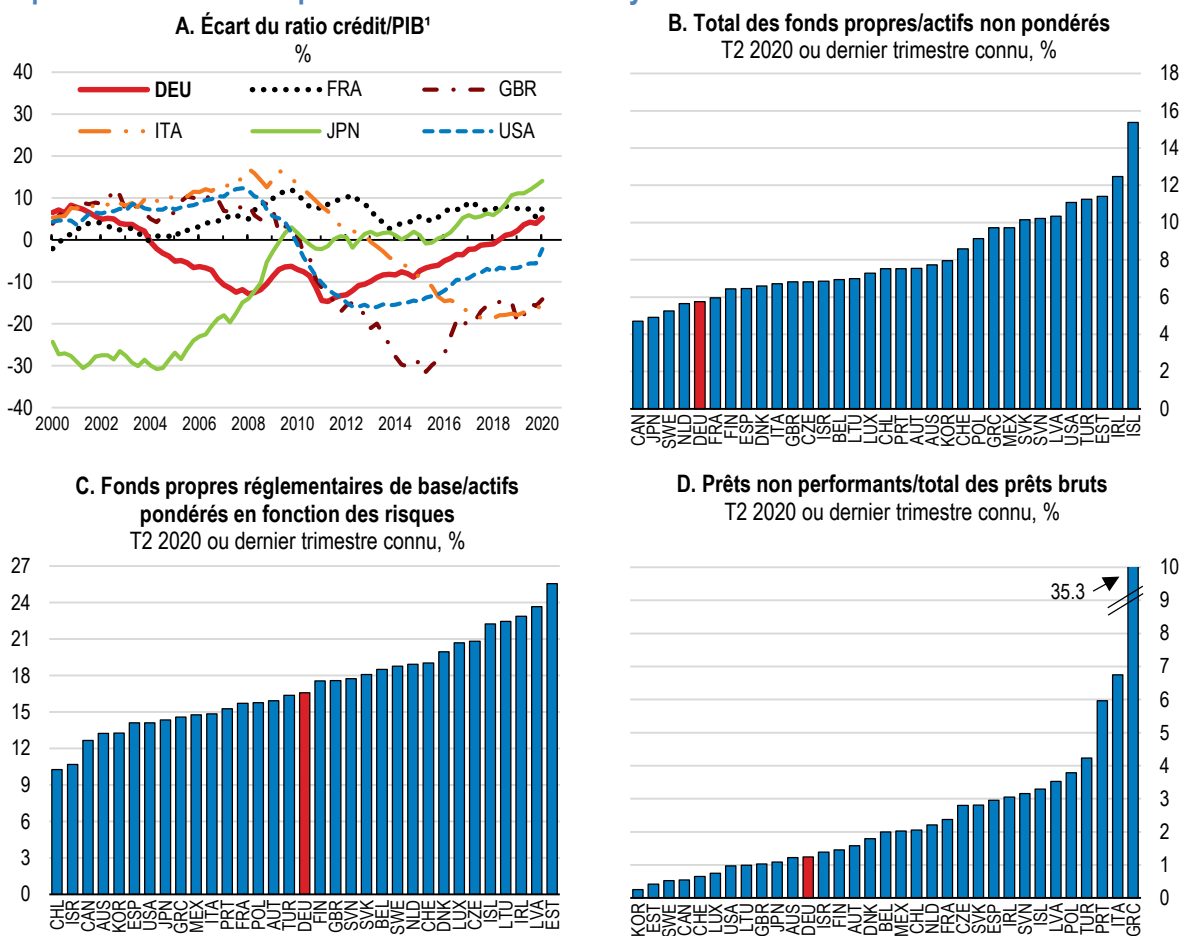 A. Écart du ratio crédit/PIB¹
%
40
30
20
10
0
-10
-20
-30
-40
DEU
FRA
GBR
ITA
JPN
USA
2000 2002 2004 2006 2008 2010 2012 2014 2016 2018 2020
B. Total des fonds propres/actifs non pondérés
T2 2020 ou dernier trimestre connu, %
18
16
14
12
10
8
6
4
2
0
CAN JPN SWE NLD DEU FRA FIN ESP DNK ITA GBR CZE ISR BEL LTU LUX CHL PRT AUT AUS KOR CHE POL GRC MEX SVK SVN LVA USA TUR EST IRL ISL
C. Fonds propres réglementaires de base/actifs
pondérés en fonction des risques
T2 2020 ou dernier trimestre connu, %
27
24
21
18
15
12
9
6
3
0
CHL ISR CAN AUS KOR ESP USA JPN GRC MEX ITA PRT FRA POL AUT TUR DEU FIN GBR SVN SVK BEL SWE NLD CHE DNK LUX CZE ISL LTU IRL LVA EST
D. Prêts non performants/total des prêts bruts
T2 2020 ou dernier trimestre connu, %
35.3
10
9
8
7
6
5
4
3
2
1
0
KOR EST SWE CAN CHE LUX USA LTU GBR JPN AUS DEU ISR FIN AUT DNK BEL MEX CHL NLD FRA CZE SVK ESP IRL SVN ISL LVA POL TUR PRT ITA GRC